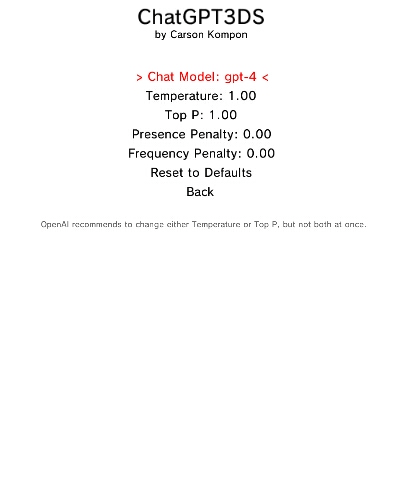 ChatGPT3DS
by Carson Kompon
> Chat Model: gpt-4 <
Temperature: 1.00
Top P: 1.00
Presence Penalty: 0.00
Frequency Penalty: 0.00
Reset to Defaults
Back
OpenAI recommends to change either Temperature or Top P, but not both at once.